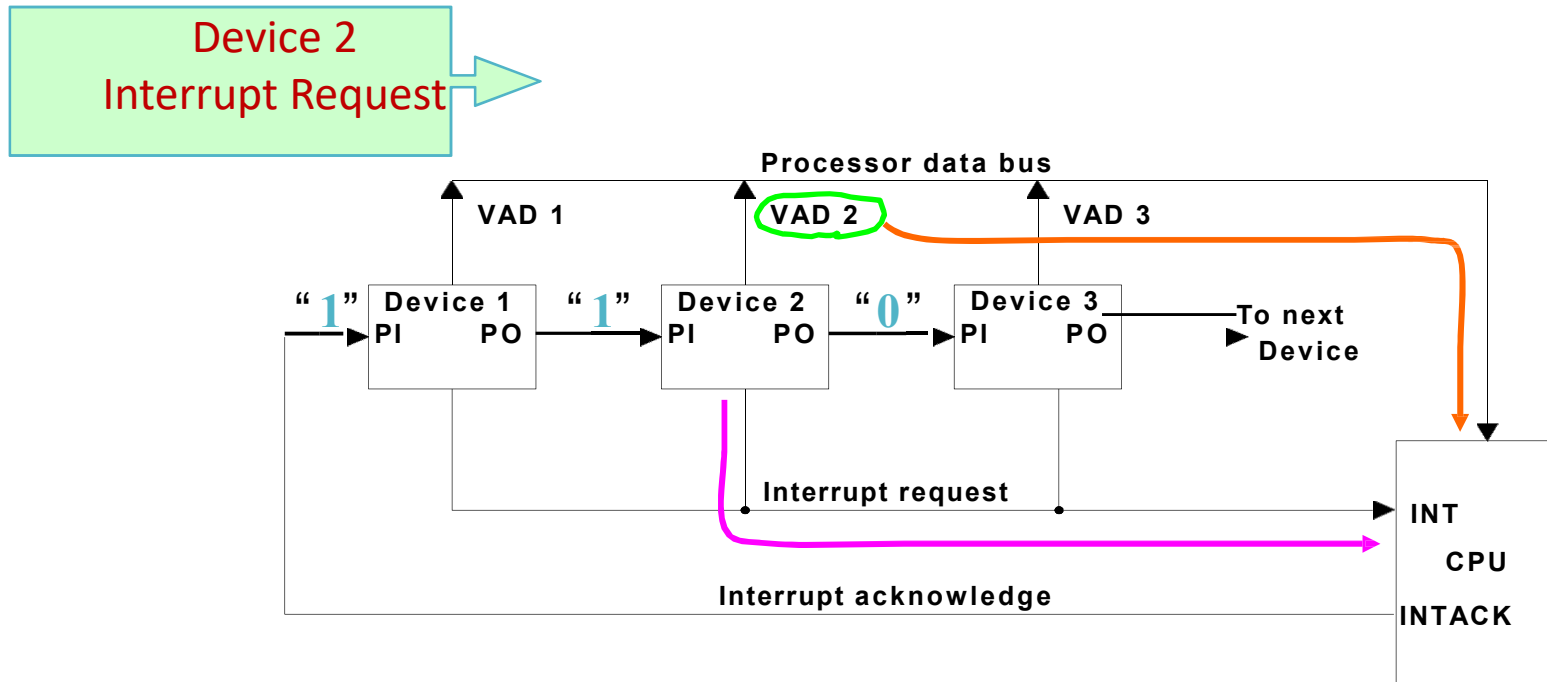 Device 2
Interrupt Request
Processor data bus
VAD 1
VAD 2
VAD 3
“1”
Device 1
“1”
Device 2
“0”
Device 3
PI PO
PI PO
PI PO
To next
Device
Interrupt request
INT
CPU
Interrupt acknowledge
INTACK